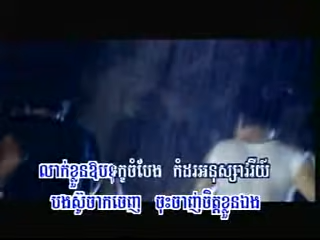 លាក់ខ្លួនឱបទុក្ខចំបែង កំដរអនុស្សាវរីយ៍
បងស៊ូចាកចេញ ចុះចាញ់ចិត្តខ្លួនឯង